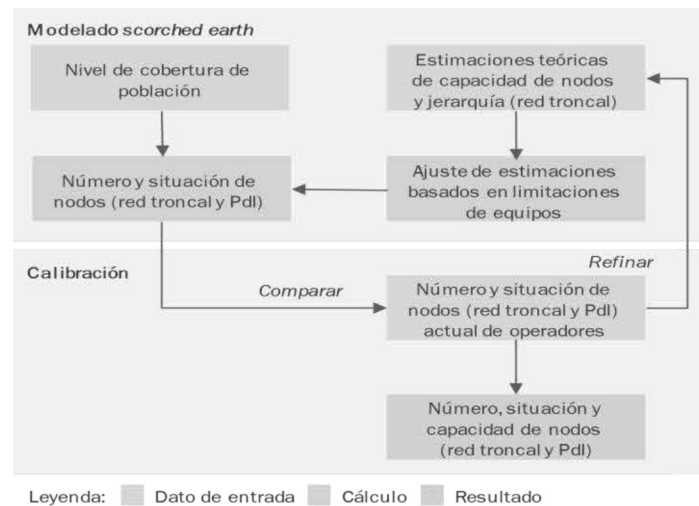 Modelado scorched earth
Nivel de cobertura de
población
Estimaciones teóricas
de capacidad de nodos
y jerarquía (red troncal)
Número y situación de
nodos (red troncal y PdI)
Ajuste de estimaciones
basados en limitaciones
de equipos
Calibración
Refinar
Comparar
Número y situación de
nodos (red troncal y PdI)
actual de operadores
Número, situación y
capacidad de nodos
(red troncal y PdI)
Leyenda: Dato de entrada Cálculo Resultado